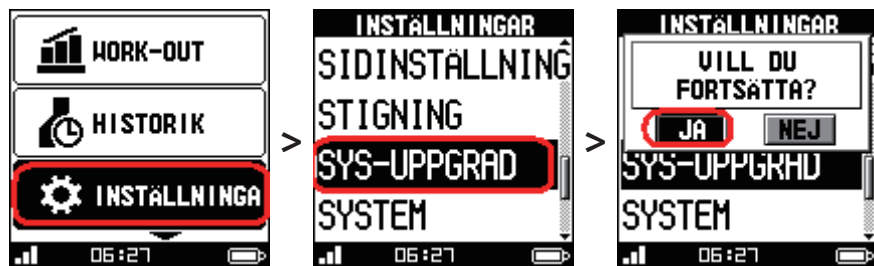 WORK-OUT
HISTORIK
INSTÄLLNINGA
06:27
>
INSTÄLLNINGAR
SIDINSTÄLLNING
STIGNING
SYS-UPPGRAD
SYSTEM
06:27
>
INSTÄLLNINGAR
VILL DU
FORTSÄTTA?
JA NEJ
SYS-UPPGRAD
SYSTEM
06:27